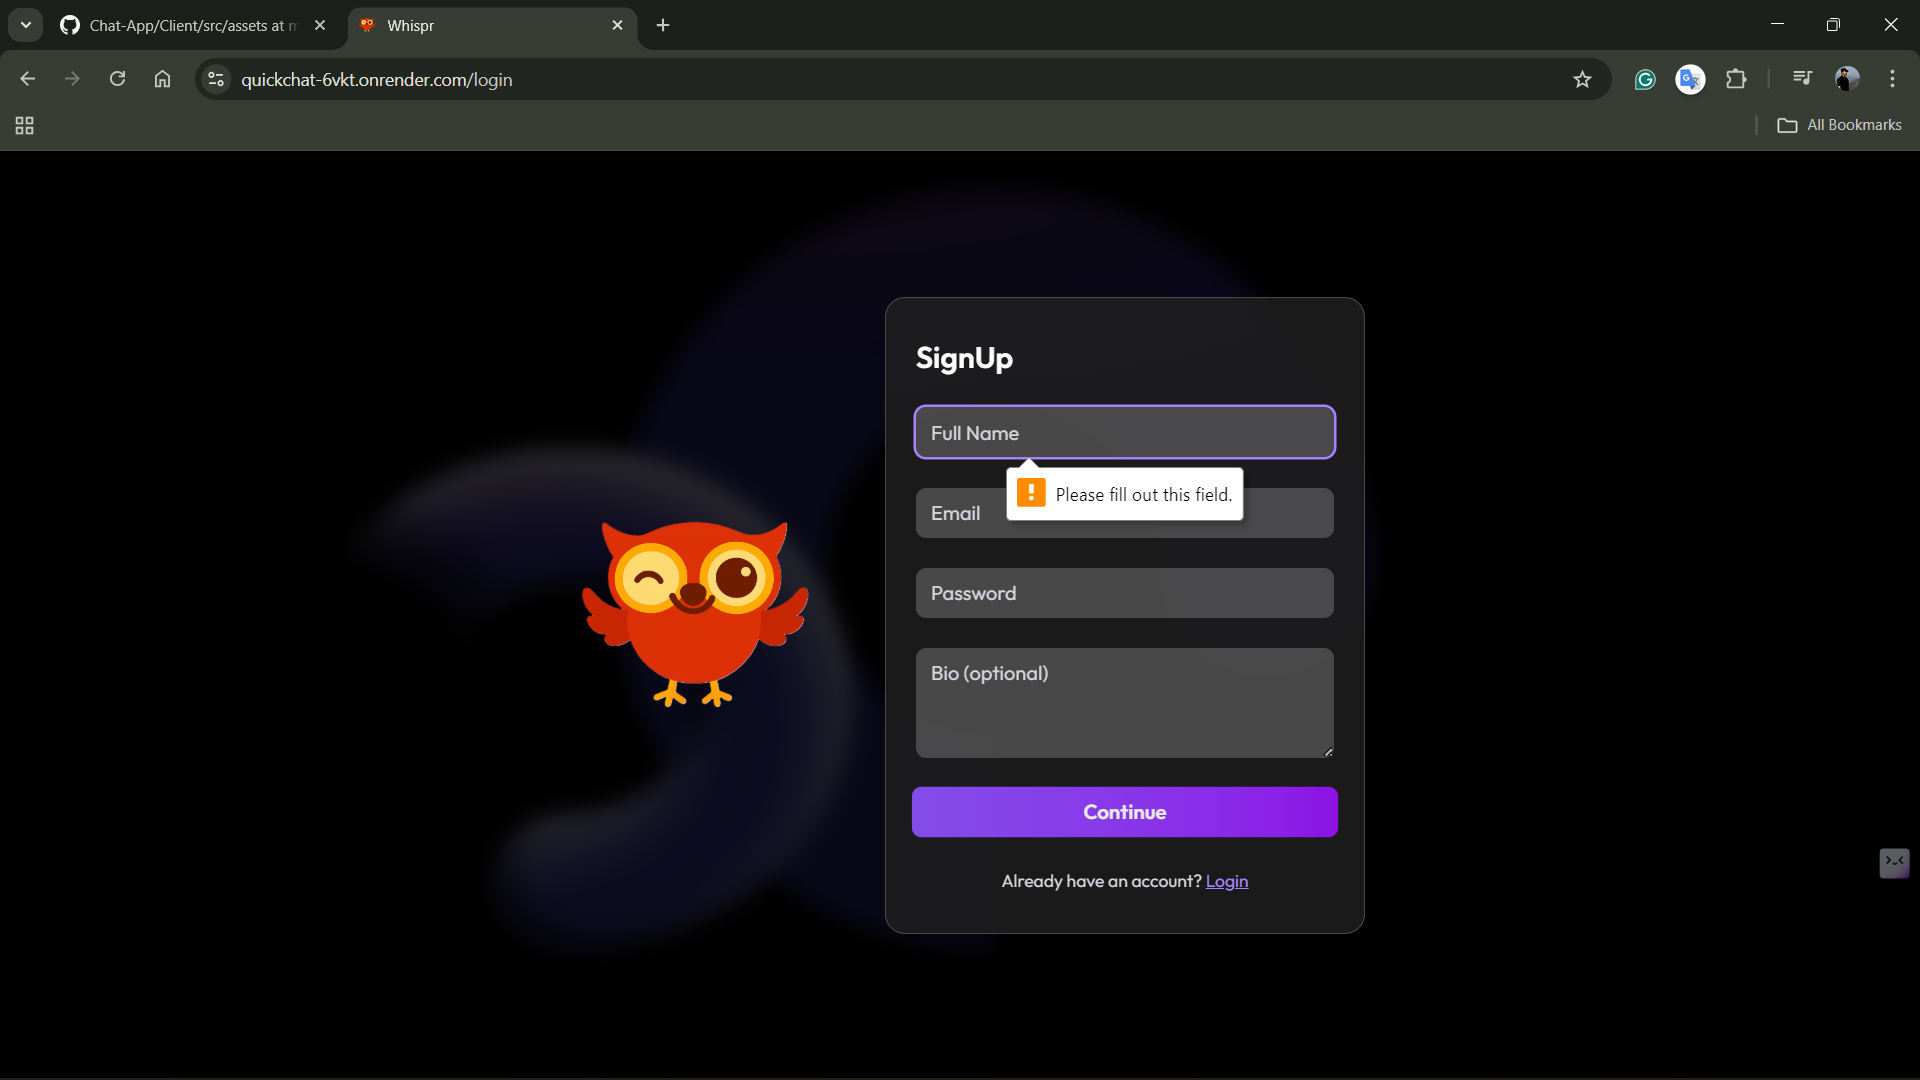 Chat-App/Client/src/assets at m
Whispr
quickchat-6vkt.onrender.com/login
All Bookmarks
SignUp
Full Name
Please fill out this field.
Email
Password
Bio (optional)
Continue
Already have an account? Login